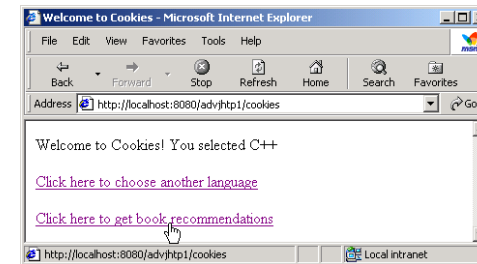 Welcome to Cookies - Microsoft Internet Explorer
File Edit View Favorites Tools Help
msn
Back Forward Stop Refresh Home Search Favorites
Address http://localhost:8080/advjhtp1/cookies Go
Welcome to Cookies! You selected C++
Click here to choose another language
Click here to get book recommendations
http://localhost:8080/advjhtp1/cookies Local intranet